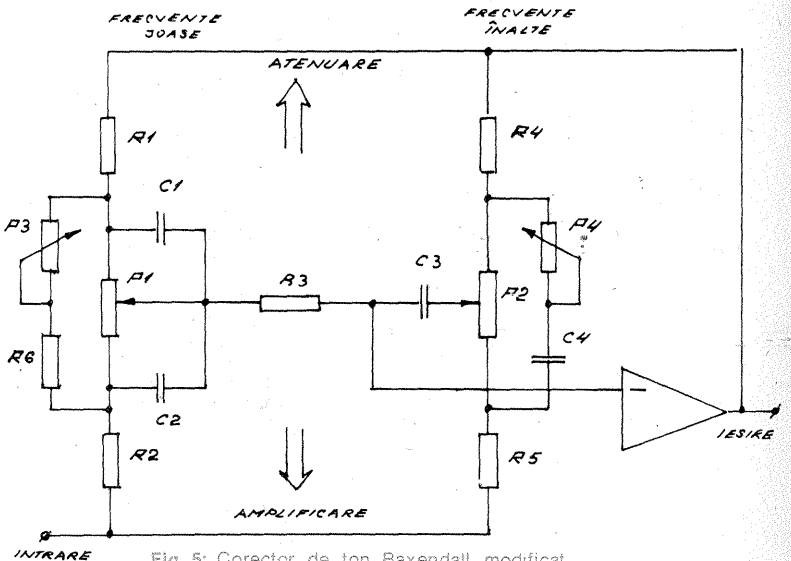 FRECVENTE
JOASE
FRECVENTE
ÎNALTE
ATENUARE
R1
R4
C1
P3
P4
C3
P1
R3
P2
C4
R6
C2
R2
R5
IESIRE
AMPLIFICARE
INTRARE
Fig. 5: Corector de ton Baxendall modificat